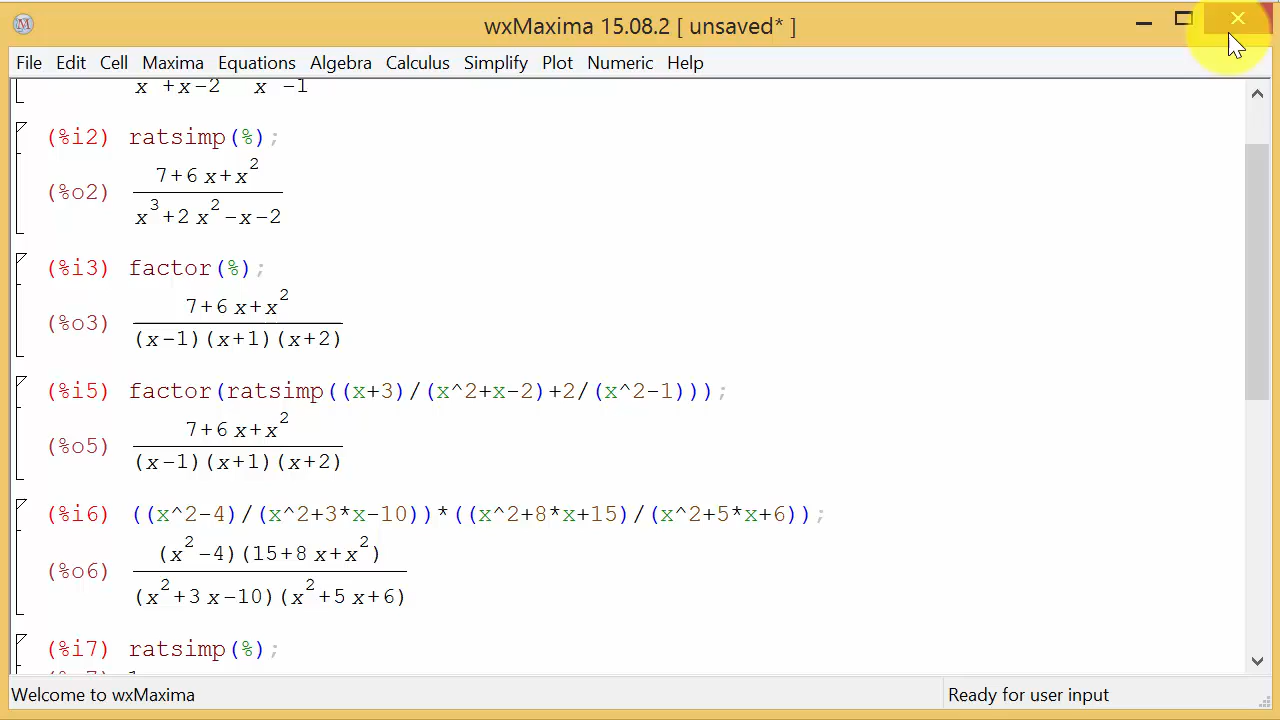 wxMaxima 15.08.2 [ unsaved* ]
File Edit Cell Maxima Equations Algebra Calculus Simplify Plot Numeric Help
x +x-2 x -1
(%i2) ratsimp(%);
(%o2) 7+6 x+x^2
x^3+2 x^2-x-2
(%i3) factor(%);
(%o3) 7+6 x+x^2
(x-1)(x+1)(x+2)
(%i5) factor(ratsimp((x+3)/(x^2+x-2)+2/(x^2-1)));
(%o5) 7+6 x+x^2
(x-1)(x+1)(x+2)
(%i6) ((x^2-4)/(x^2+3*x-10))*((x^2+8*x+15)/(x^2+5*x+6));
(%o6) (x^2-4)(15+8 x+x^2)
(x^2+3 x-10)(x^2+5 x+6)
(%i7) ratsimp(%);
Welcome to wxMaxima
Ready for user input